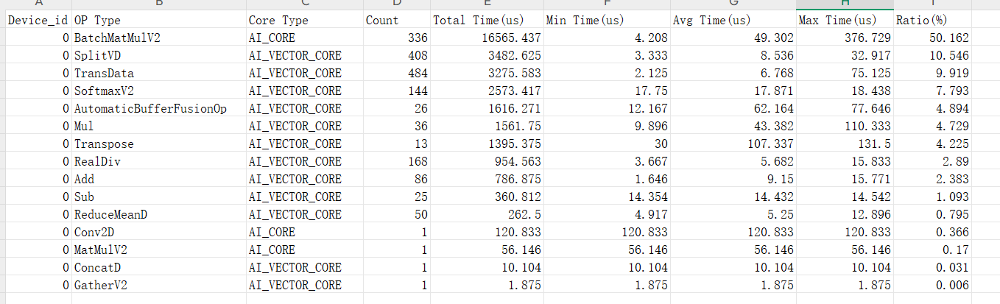 A B C D E F G H I
Device_id OP Type Core Type Count Total Time(us) Min Time(us) Avg Time(us) Max Time(us) Ratio(%)
0 BatchMatMulV2 AI_CORE 336 16565.437 4.208 49.302 376.729 50.162
0 SplitVD AI_VECTOR_CORE 408 3482.625 3.333 8.536 32.917 10.546
0 TransData AI_VECTOR_CORE 484 3275.583 2.125 6.768 75.125 9.919
0 SoftmaxV2 AI_VECTOR_CORE 144 2573.417 17.75 17.871 18.438 7.793
0 AutomaticBufferFusionOp AI_VECTOR_CORE 26 1616.271 12.167 62.164 77.646 4.894
0 Mul AI_VECTOR_CORE 36 1561.75 9.896 43.382 110.333 4.729
0 Transpose AI_VECTOR_CORE 13 1395.375 30 107.337 131.5 4.225
0 RealDiv AI_VECTOR_CORE 168 954.563 3.667 5.682 15.833 2.89
0 Add AI_VECTOR_CORE 86 786.875 1.646 9.15 15.771 2.383
0 Sub AI_VECTOR_CORE 25 360.812 14.354 14.432 14.542 1.093
0 ReduceMeanD AI_VECTOR_CORE 50 262.5 4.917 5.25 12.896 0.795
0 Conv2D AI_CORE 1 120.833 120.833 120.833 120.833 0.366
0 MatMulV2 AI_CORE 1 56.146 56.146 56.146 56.146 0.17
0 ConcatD AI_VECTOR_CORE 1 10.104 10.104 10.104 10.104 0.031
0 GatherV2 AI_VECTOR_CORE 1 1.875 1.875 1.875 1.875 0.006